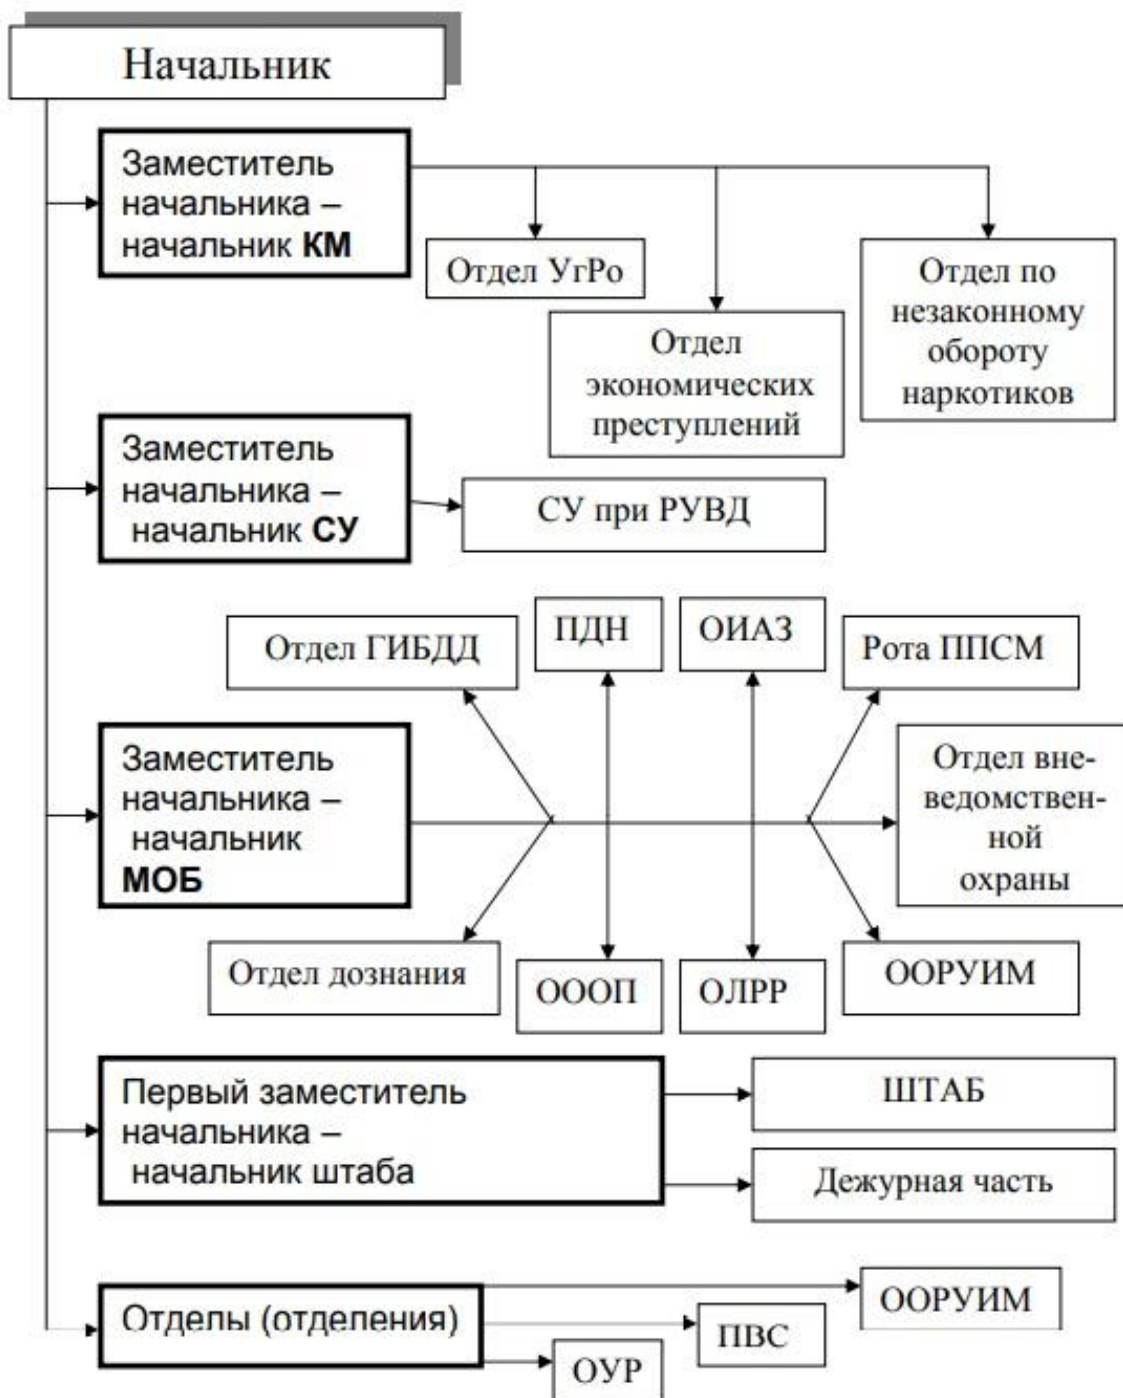 Начальник
Заместитель
начальника –
начальник КМ
Отдел УгРо
Отдел
экономических
преступлений
Отдел по
незаконному
обороту
наркотиков
Заместитель
начальника –
начальник СУ
СУ при РУВД
Отдел ГИБДД
ПДН
ОИАЗ
Рота ППСМ
Заместитель
начальника –
начальник
МОБ
Отдел вне-
ведомствен-
ной
охраны
Отдел дознания
ОООП
ОЛРР
ООРУИМ
Первый заместитель
начальника –
начальник штаба
ШТАБ
Дежурная часть
Отделы (отделения)
ООРУИМ
ПВС
ОУР